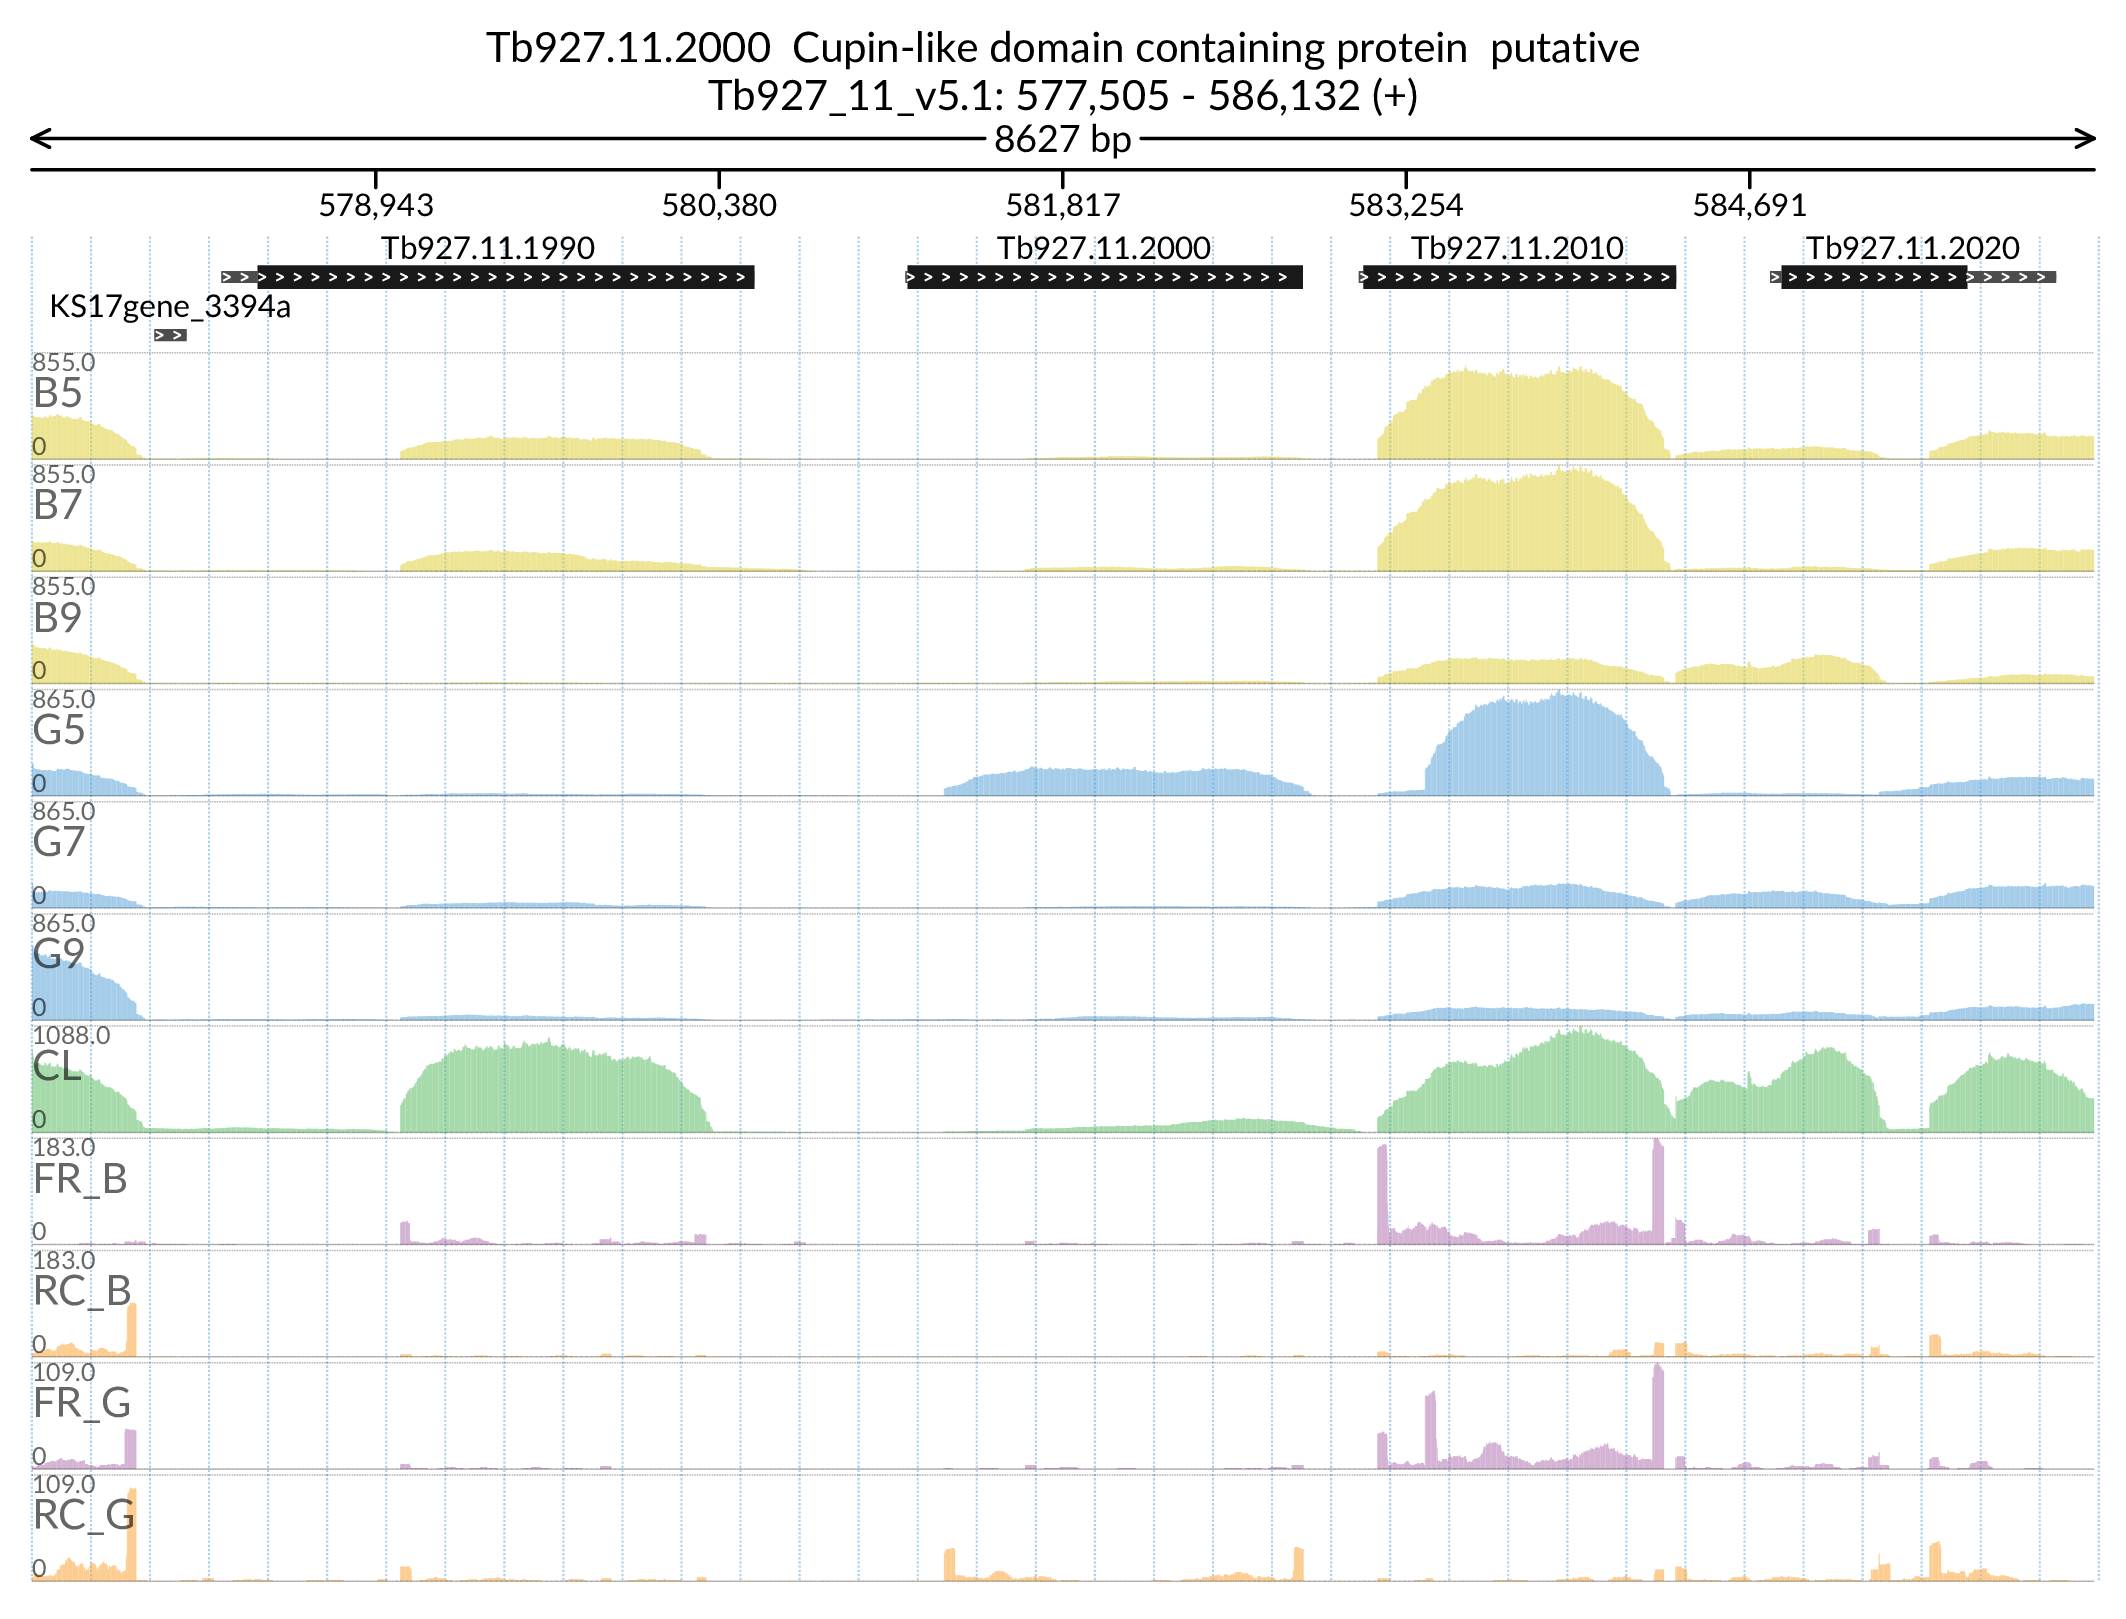 Tb927.11.2000  Cupin-like domain containing protein  putative
Tb927_11_v5.1: 577,505 - 586,132 (+)
8627 bp
578,943 580,380 581,817 583,254 584,691
Tb927.11.1990 Tb927.11.2000 Tb927.11.2010 Tb927.11.2020
KS17gene_3394a
855.0
B5
0
855.0
B7
0
855.0
B9
0
865.0
G5
0
865.0
G7
0
865.0
G9
0
1088.0
CL
0
183.0
FR_B
0
183.0
RC_B
0
109.0
FR_G
0
109.0
RC_G
0